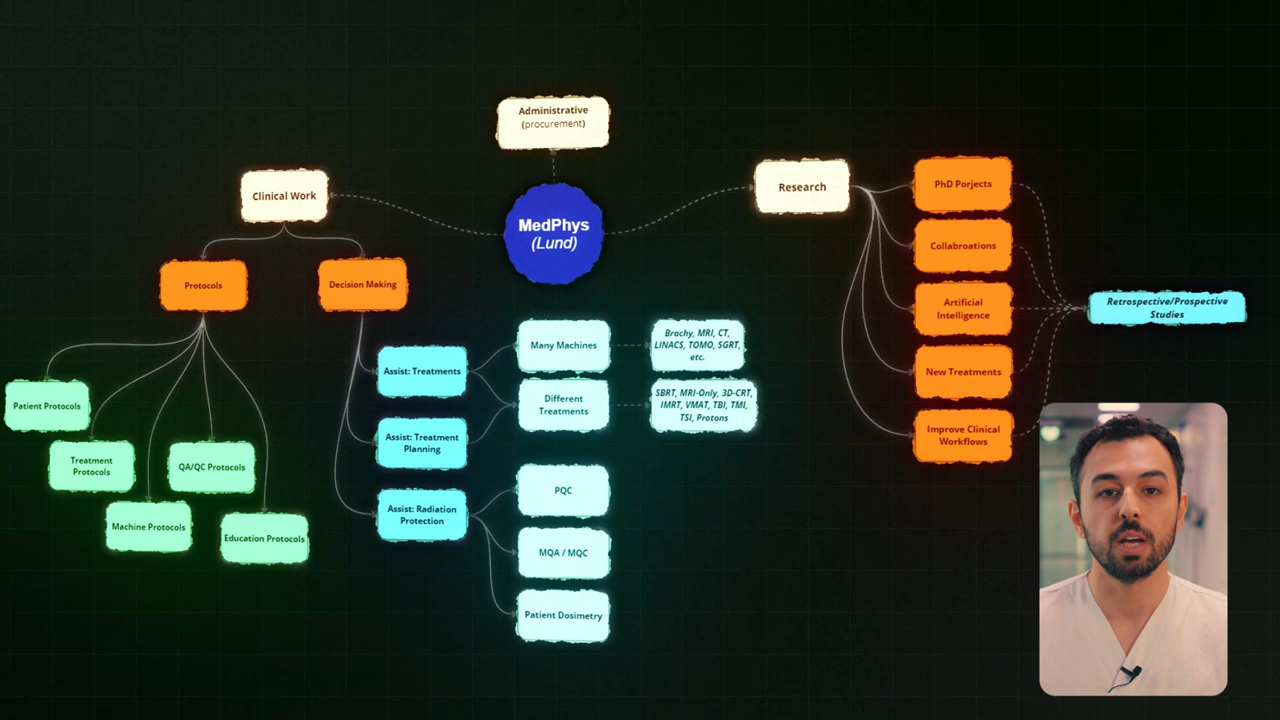 Administrative
(procurement)
Clinical Work
MedPhys
(Lund)
Research
Protocols
Decision Making
Patient Protocols
Treatment
Protocols
QA/QC Protocols
Machine Protocols
Education Protocols
Assist: Treatments
Assist: Treatment
Planning
Assist: Radiation
Protection
Many Machines
Different
Treatments
Brachy, MRI, CT,
LINACS, TOMO, SGRT,
etc.
SBRT, MRI-Only, 3D-CRT,
IMRT, VMAT, TBI, TMI,
TSI, Protons
PQC
MQA / MQC
Patient Dosimetry
PhD Porjects
Collabroations
Artificial
Intelligence
New Treatments
Improve Clinical
Workflows
Retrospective/Prospective
Studies